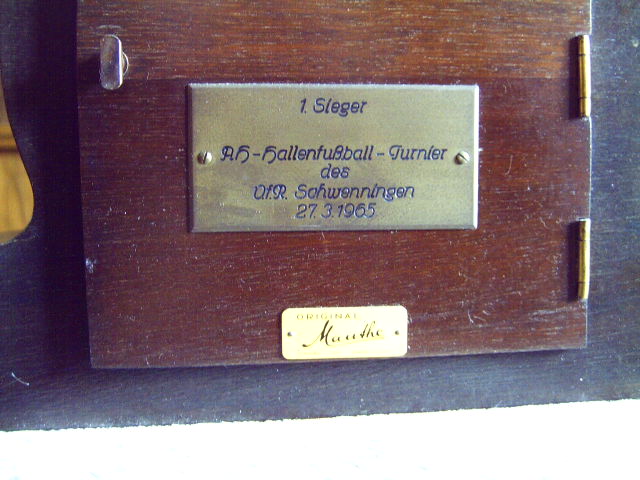 1. Sieger
AH-Hallenfußball-Turnier
des
VfR. Schwenningen
27.3.1965
ORIGINAL
Mauthe